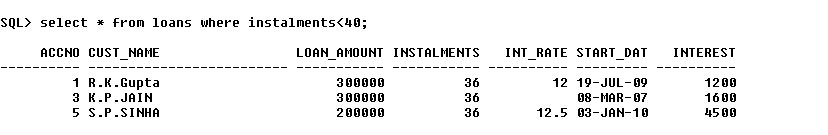 SQL> select * from loans where instalments<40;
ACCNO CUST_NAME LOAN_AMOUNT INSTALMENTS INT_RATE START_DAT INTEREST
---------- -------------------- ----------- ----------- ---------- --------- ----------
1 R.K.Gupta 300000 36 12 19-JUL-09 1200
3 K.P.JAIN 300000 36 08-MAR-07 1600
5 S.P.SINHA 200000 36 12.5 03-JAN-10 4500